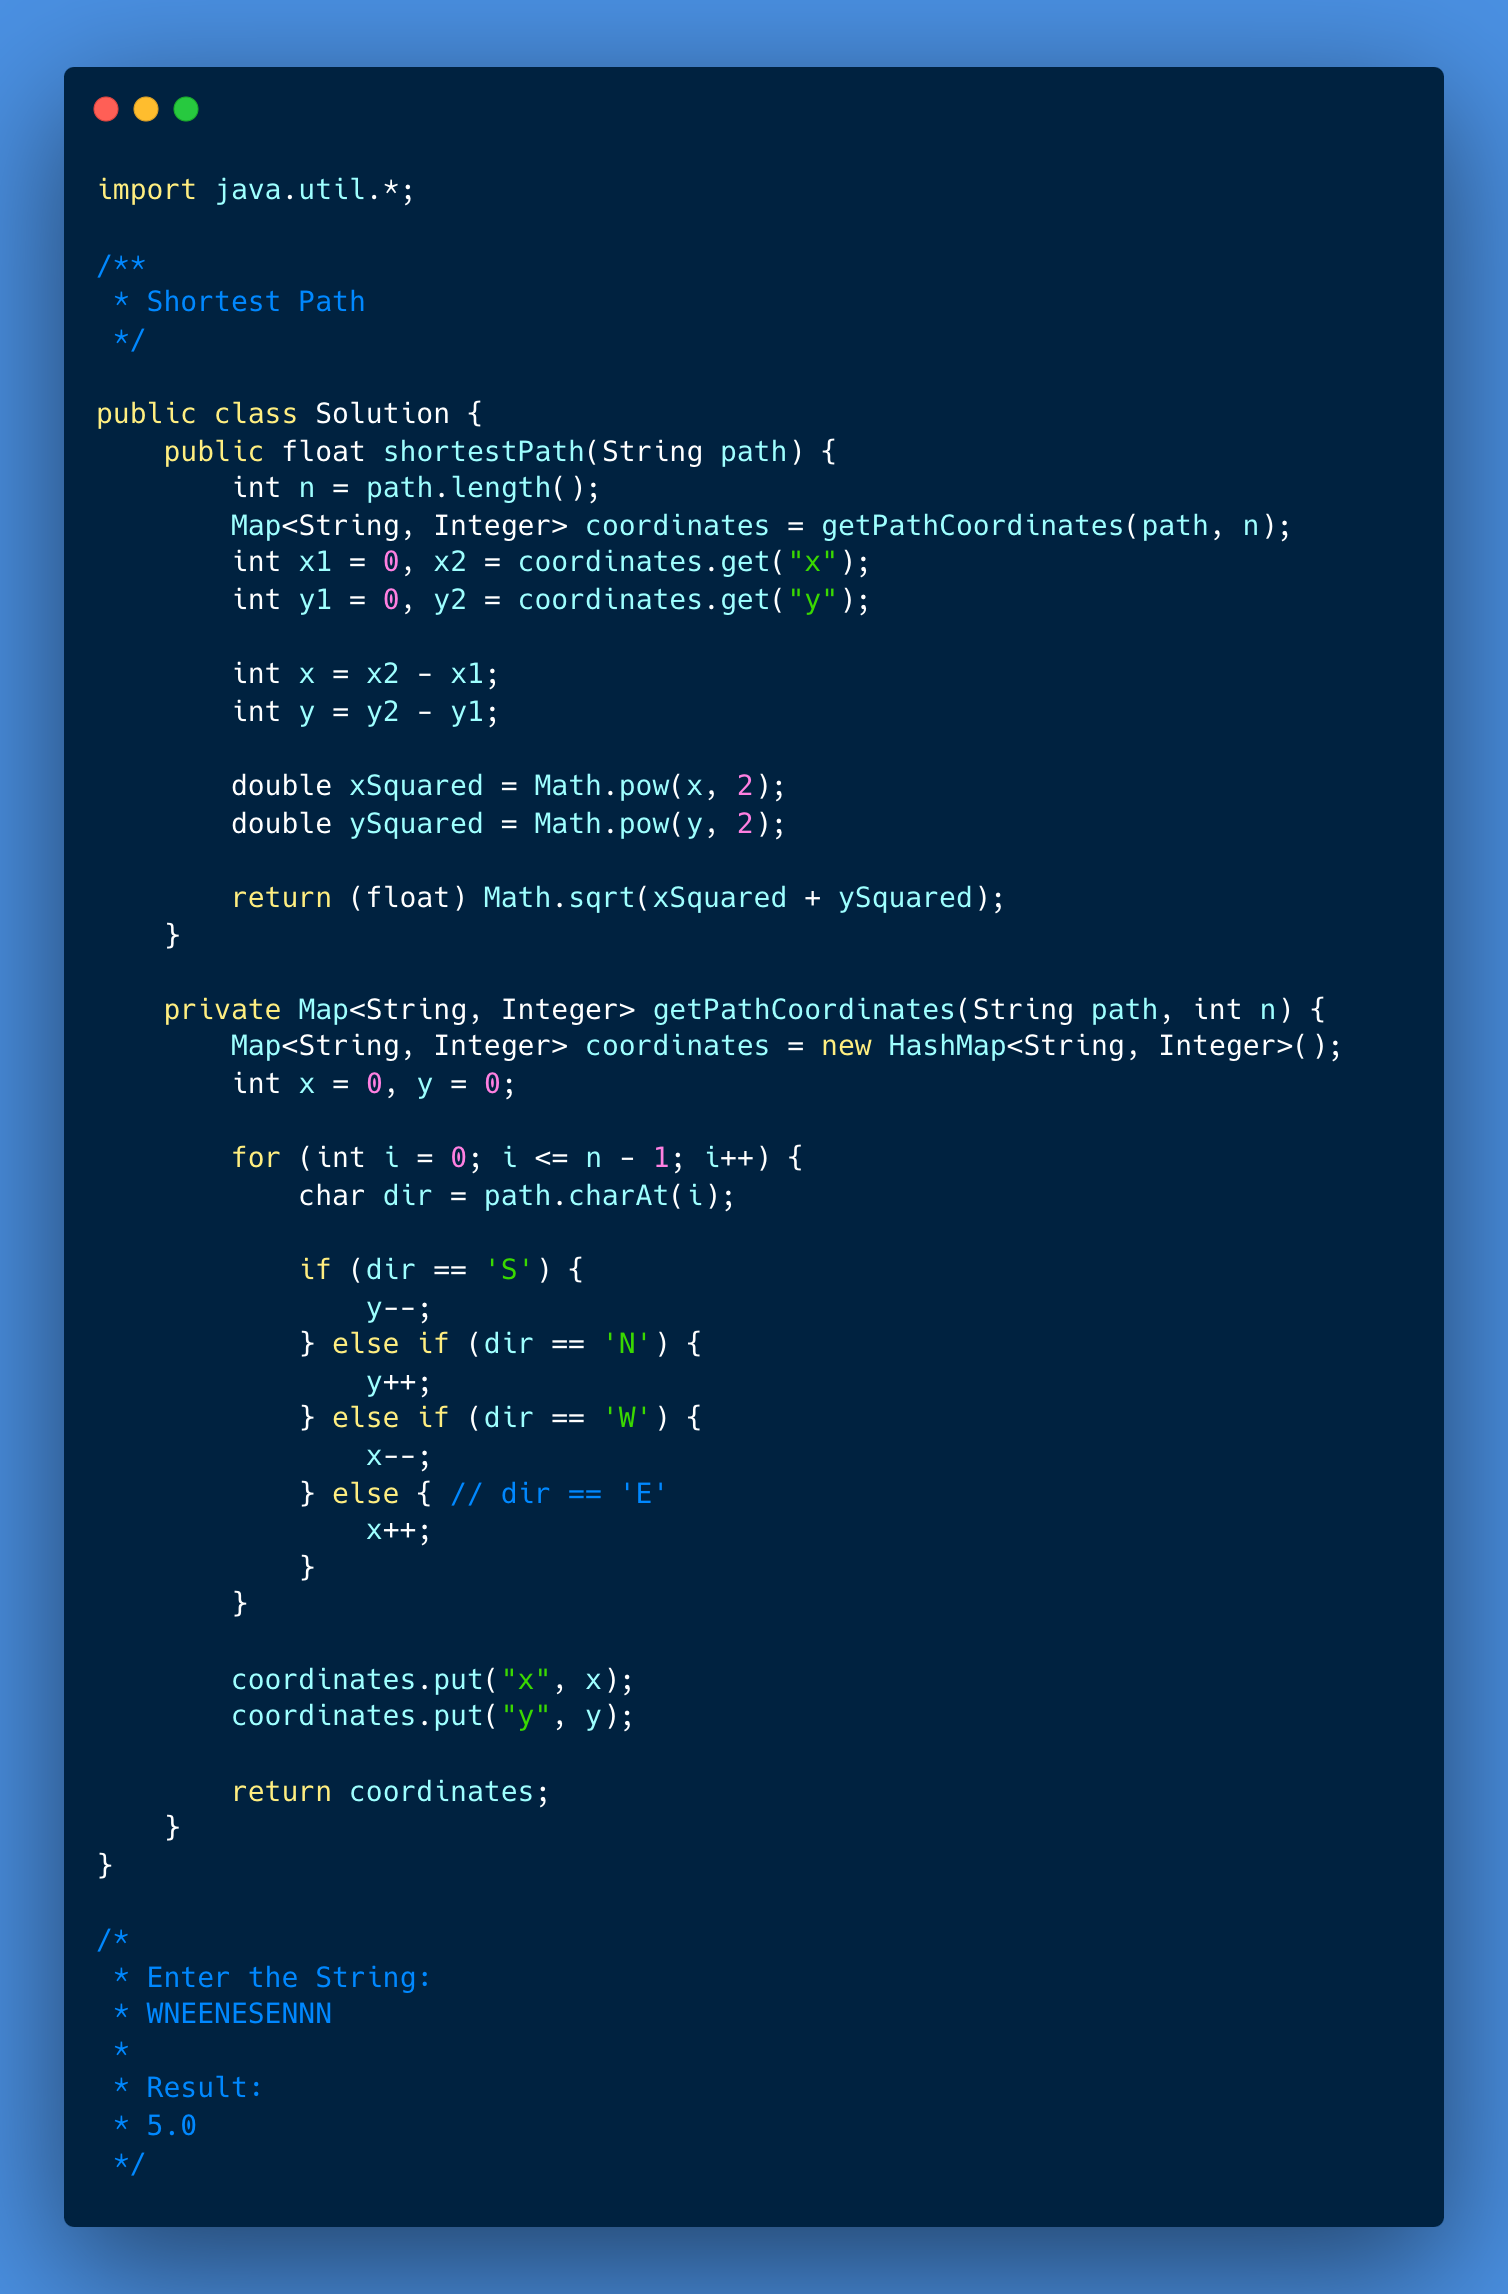 import java.util.*;

/**
 * Shortest Path
 */

public class Solution {
    public float shortestPath(String path) {
        int n = path.length();
        Map<String, Integer> coordinates = getPathCoordinates(path, n);
        int x1 = 0, x2 = coordinates.get("x");
        int y1 = 0, y2 = coordinates.get("y");

        int x = x2 - x1;
        int y = y2 - y1;

        double xSquared = Math.pow(x, 2);
        double ySquared = Math.pow(y, 2);

        return (float) Math.sqrt(xSquared + ySquared);
    }

    private Map<String, Integer> getPathCoordinates(String path, int n) {
        Map<String, Integer> coordinates = new HashMap<String, Integer>();
        int x = 0, y = 0;

        for (int i = 0; i <= n - 1; i++) {
            char dir = path.charAt(i);

            if (dir == 'S') {
                y--;
            } else if (dir == 'N') {
                y++;
            } else if (dir == 'W') {
                x--;
            } else { // dir == 'E'
                x++;
            }
        }

        coordinates.put("x", x);
        coordinates.put("y", y);

        return coordinates;
    }
}

/*
 * Enter the String:
 * WNEENESENNN
 *
 * Result:
 * 5.0
 */